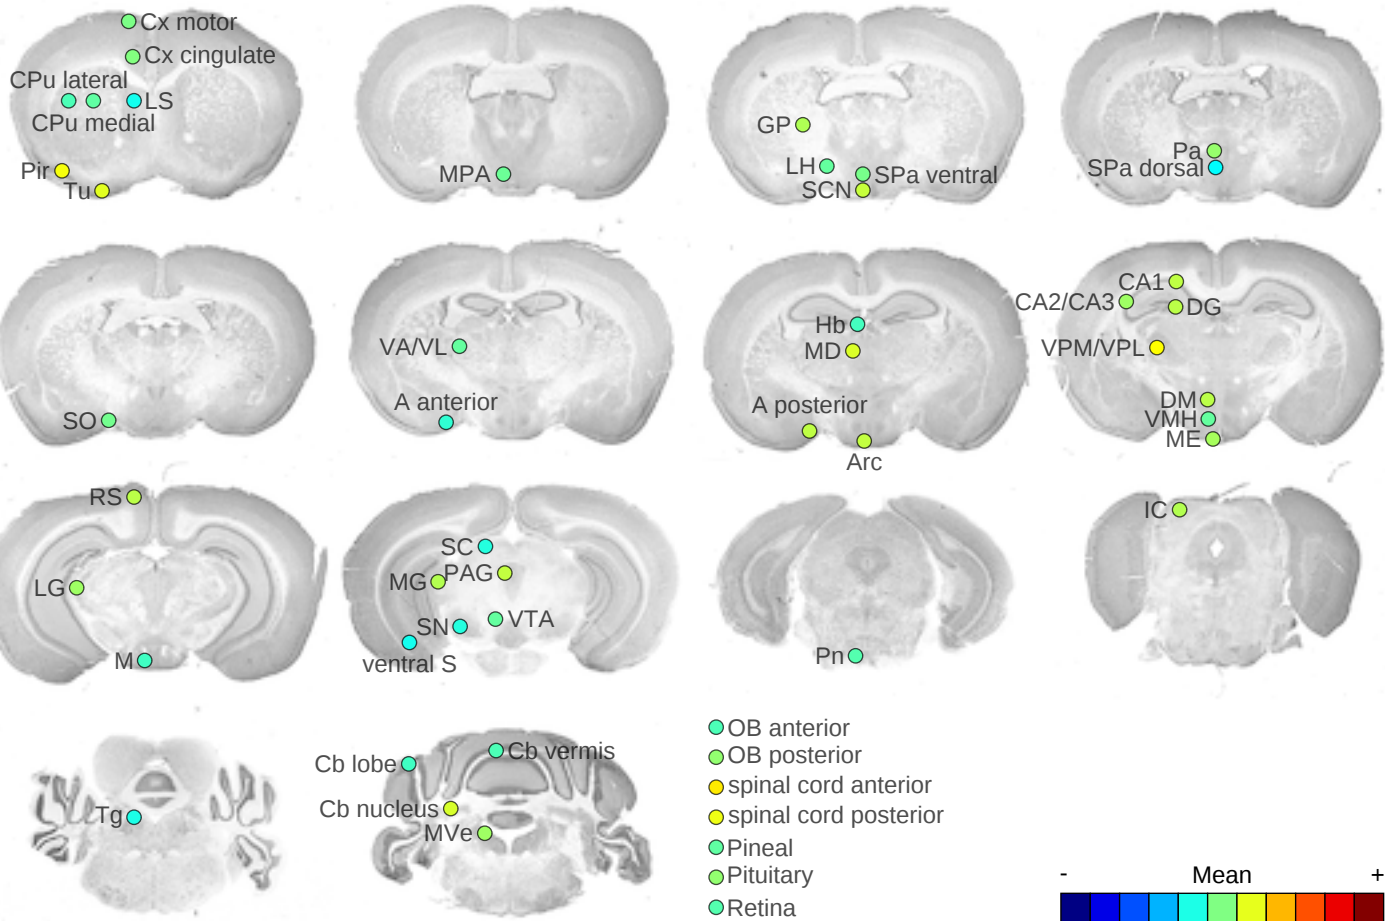 Cx motor
Cx cingulate
CPu lateral
LS
CPu medial
Pir
Tu
MPA
GP
LH
SPa ventral
SCN
Pa
SPa dorsal
SO
VA/VL
A anterior
Hb
MD
A posterior
Arc
CA1
CA2/CA3
DG
VPM/VPL
DM
VMH
ME
RS
LG
M
SC
MG
PAG
SN
VTA
ventral S
Pn
IC
Tg
Cb lobe
Cb vermis
Cb nucleus
MVe
OB anterior
OB posterior
spinal cord anterior
spinal cord posterior
Pineal
Pituitary
Retina
- Mean +